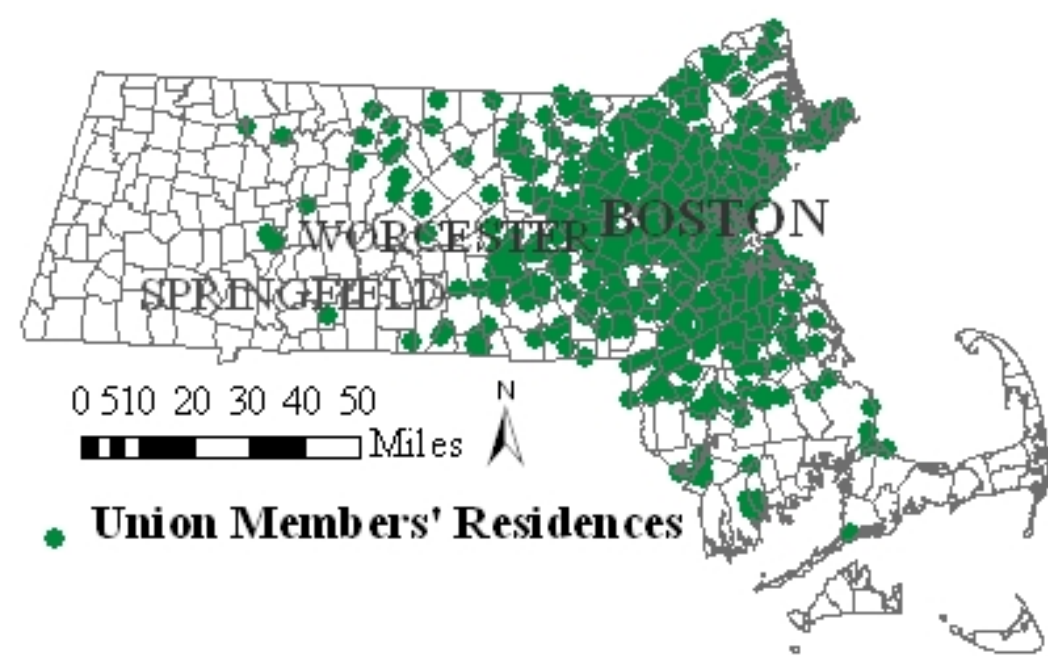 BOSTON
WORCESTER
SPRINGFIELD
0 510 20 30 40 50
Miles
N
Union Members' Residences